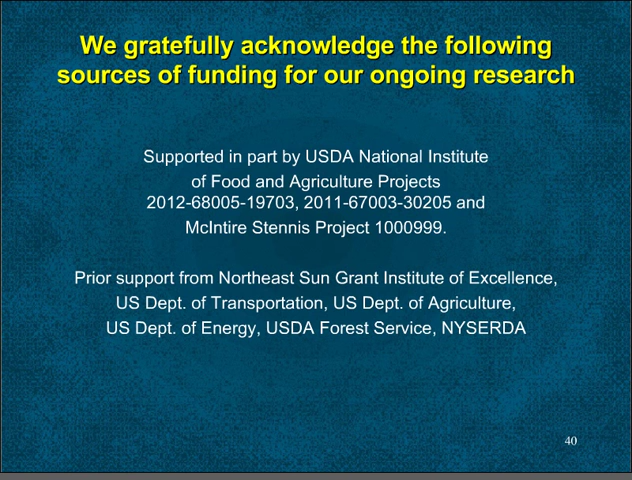 We gratefully acknowledge the following
sources of funding for our ongoing research
Supported in part by USDA National Institute
of Food and Agriculture Projects
2012-68005-19703, 2011-67003-30205 and
McIntire Stennis Project 1000999.
Prior support from Northeast Sun Grant Institute of Excellence,
US Dept. of Transportation, US Dept. of Agriculture,
US Dept. of Energy, USDA Forest Service, NYSERDA
40